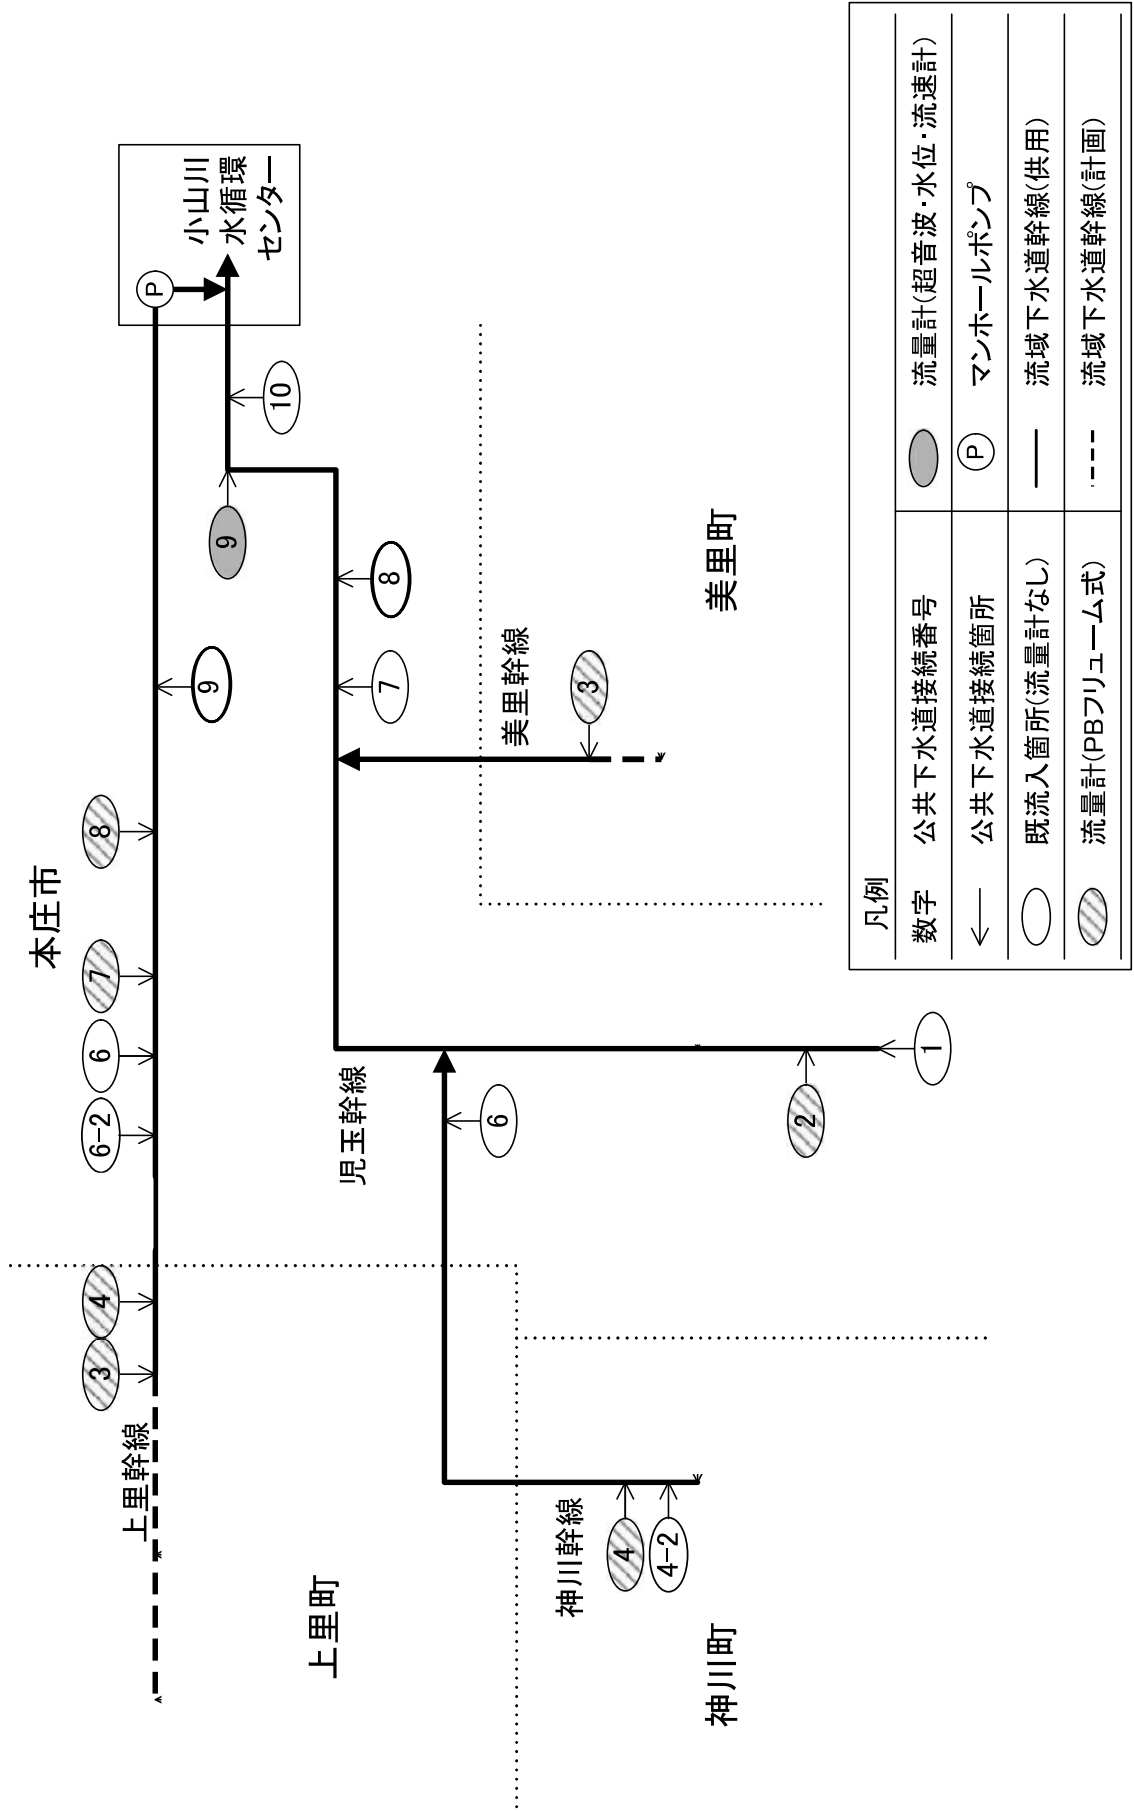 本庄市
上里幹線
3
4
6-2
6
7
8
9
P
小山川
水循環
センター
10
9
8
7
児玉幹線
美里幹線
3
美里町
6
2
1
上里町
神川幹線
4
4-2
神川町
凡例
数字 公共下水道接続番号
公共下水道接続箇所
既流入箇所(流量計なし)
流量計(PBフリューム式)
流量計(超音波・水位・流速計)
P マンホールポンプ
流域下水道幹線(供用)
流域下水道幹線(計画)